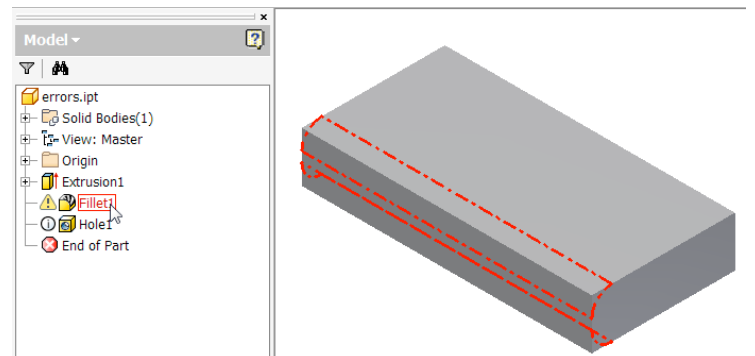 Model
errors.ipt
Solid Bodies(1)
View: Master
Origin
Extrusion1
Fillet1
Hole1
End of Part